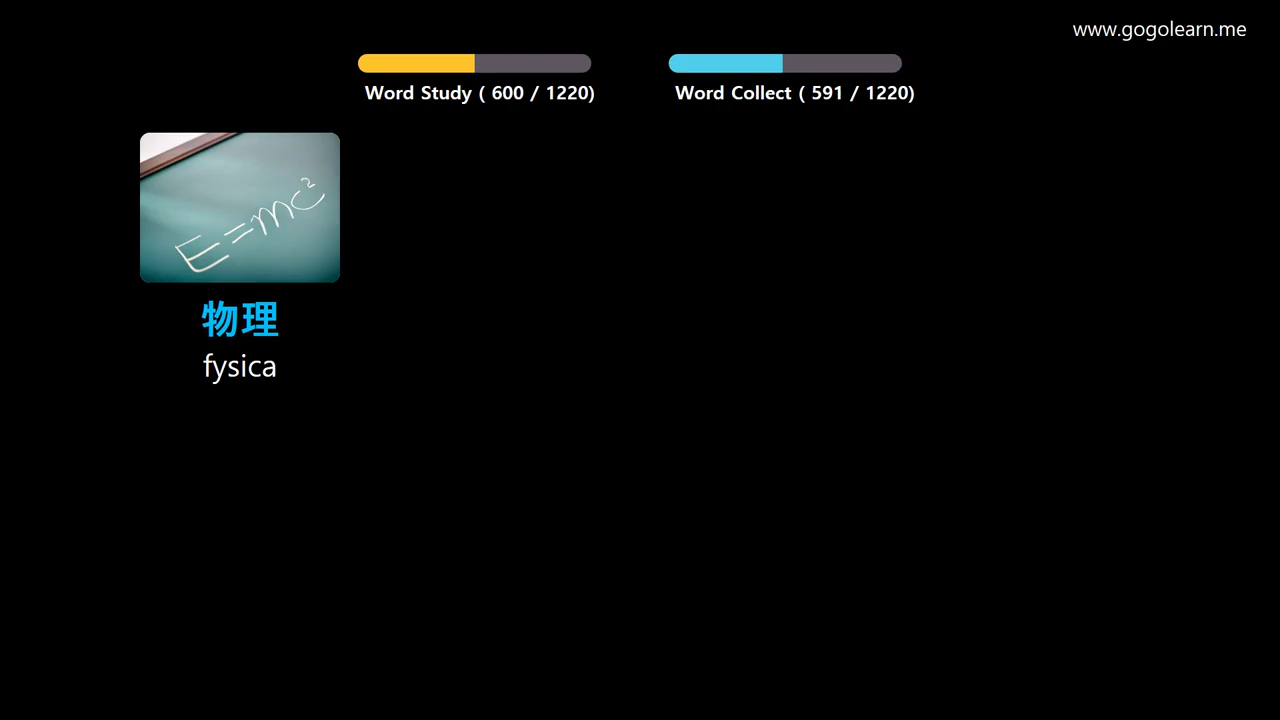 www.gogolearn.me
Word Study ( 600 / 1220)
Word Collect ( 591 / 1220)
E=mc²
物理
fysica